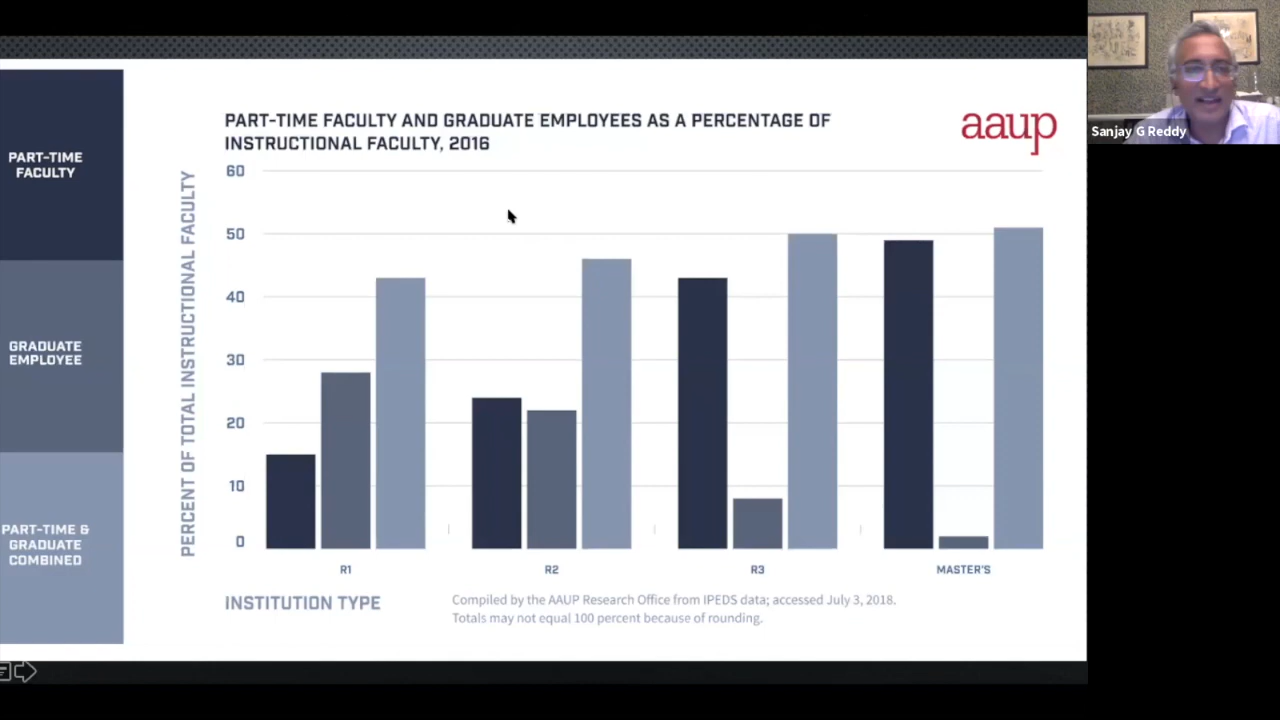 PART-TIME
FACULTY
GRADUATE
EMPLOYEE
PART-TIME &
GRADUATE
COMBINED
PART-TIME FACULTY AND GRADUATE EMPLOYEES AS A PERCENTAGE OF
INSTRUCTIONAL FACULTY, 2016
aaup
PERCENT OF TOTAL INSTRUCTIONAL FACULTY
60
50
40
30
20
10
0
R1
R2
R3
MASTER'S
INSTITUTION TYPE
Compiled by the AAUP Research Office from IPEDS data; accessed July 3, 2018.
Totals may not equal 100 percent because of rounding.
Sanjay G Reddy